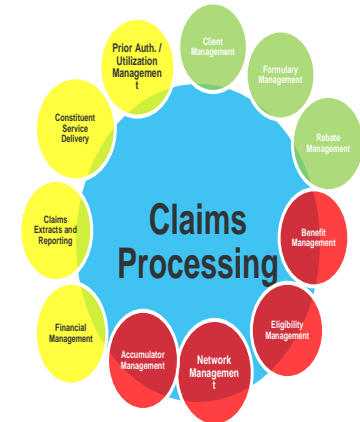 Client
Management
Prior Auth. /
Utilization
Managemen
t
Formulary
Management
Rebate
Management
Constituent
Service
Delivery
Claims
Processing
Benefit
Management
Claims
Extracts and
Reporting
Eligibility
Management
Financial
Management
Accumulator
Management
Network
Managemen
t